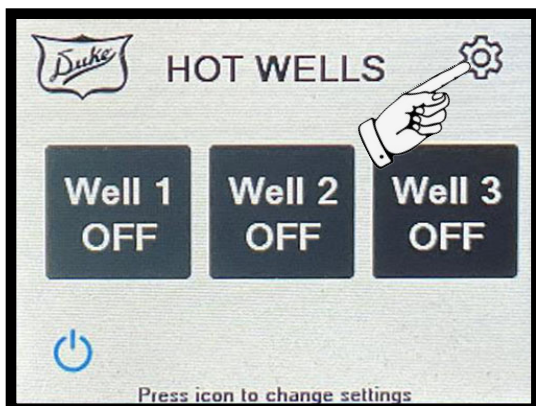 Duke
HOT WELLS
Well 1
OFF
Well 2
OFF
Well 3
OFF
Press icon to change settings